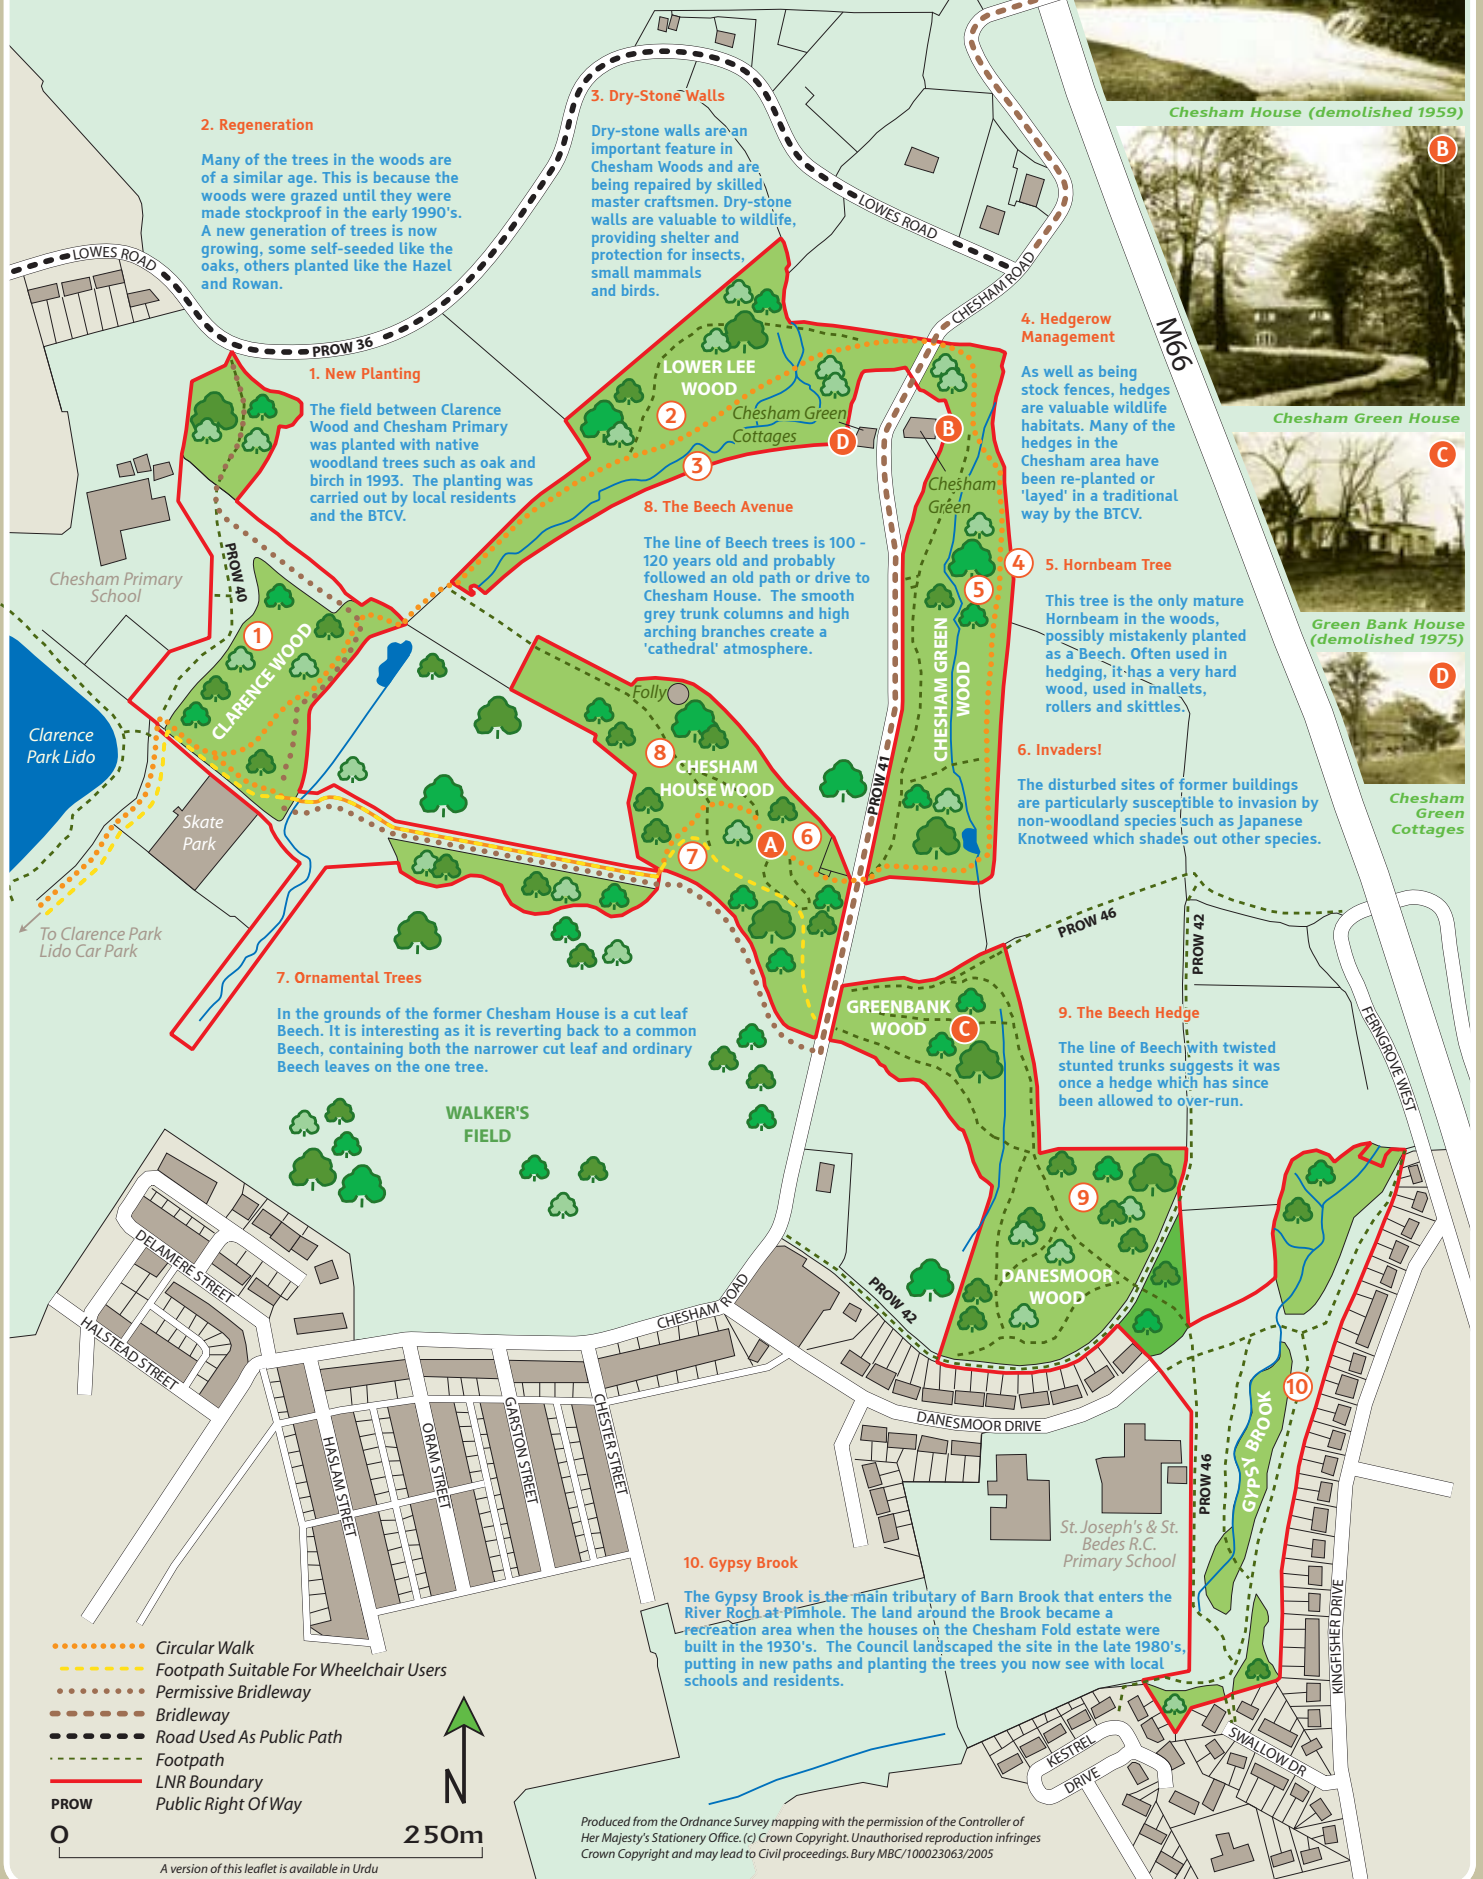 Chesham House (demolished 1959)
B
Chesham Green House
C
Green Bank House
(demolished 1975)
D
Chesham
Green
Cottages
2. Regeneration
Many of the trees in the woods are
of a similar age. This is because the
woods were grazed until they were
made stockproof in the early 1990's.
A new generation of trees is now
growing, some self-seeded like the
oaks, others planted like the Hazel
and Rowan.
3. Dry-Stone Walls
Dry-stone walls are an
important feature in
Chesham Woods and are
being repaired by skilled
master craftsmen. Dry-stone
walls are valuable to wildlife,
providing shelter and
protection for insects,
small mammals
and birds.
LOWES ROAD
LOWES ROAD
CHESHAM ROAD
M66
PROW 36
1. New Planting
The field between Clarence
Wood and Chesham Primary
was planted with native
woodland trees such as oak and
birch in 1993. The planting was
carried out by local residents
and the BTCV.
4. Hedgerow
Management
As well as being
stock fences, hedges
are valuable wildlife
habitats. Many of the
hedges in the
Chesham area have
been re-planted or
'layed' in a traditional
way by the BTCV.
LOWER LEE
WOOD
2
Chesham Green
Cottages
D
B
3
Chesham
Green
8. The Beech Avenue
The line of Beech trees is 100 -
120 years old and probably
followed an old path or drive to
Chesham House. The smooth
grey trunk columns and high
arching branches create a
'cathedral' atmosphere.
4
5
5. Hornbeam Tree
This tree is the only mature
Hornbeam in the woods,
possibly mistakenly planted
as a Beech. Often used in
hedging, it has a very hard
wood, used in mallets,
rollers and skittles.
Chesham Primary
School
PROW 40
1
CLARENCE WOOD
CHESHAM GREEN
WOOD
Folly
8
CHESHAM
HOUSE WOOD
Clarence
Park Lido
Skate
Park
PROW 41
6. Invaders!
The disturbed sites of former buildings
are particularly susceptible to invasion by
non-woodland species such as Japanese
Knotweed which shades out other species.
6
A
7
To Clarence Park
Lido Car Park
PROW 46
PROW 42
7. Ornamental Trees
In the grounds of the former Chesham House is a cut leaf
Beech. It is interesting as it is reverting back to a common
Beech, containing both the narrower cut leaf and ordinary
Beech leaves on the one tree.
GREENBANK
WOOD
C
9. The Beech Hedge
The line of Beech with twisted
stunted trunks suggests it was
once a hedge which has since
been allowed to over-run.
FERNGROVE WEST
WALKER'S
FIELD
9
DANESMOOR
WOOD
DELAMERE STREET
HALSTEAD STREET
CHESHAM ROAD
PROW 42
10
GYPSY BROOK
DANESMOOR DRIVE
HASLAM STREET
ORAM STREET
GARSTON STREET
CHESTER STREET
PROW 46
St. Joseph's & St.
Bedes R.C.
Primary School
10. Gypsy Brook
The Gypsy Brook is the main tributary of Barn Brook that enters the
River Roch at Pimhole. The land around the Brook became a
recreation area when the houses on the Chesham Fold estate were
built in the 1930's. The Council landscaped the site in the late 1980's,
putting in new paths and planting the trees you now see with local
schools and residents.
KINGFISHER DRIVE
KESTREL
DRIVE
SWALLOW DR
Circular Walk
Footpath Suitable For Wheelchair Users
Permissive Bridleway
Bridleway
Road Used As Public Path
Footpath
LNR Boundary
PROW Public Right Of Way
N
0 250m
A version of this leaflet is available in Urdu
Produced from the Ordnance Survey mapping with the permission of the Controller of
Her Majesty's Stationery Office. (c) Crown Copyright. Unauthorised reproduction infringes
Crown Copyright and may lead to Civil proceedings. Bury MBC/100023063/2005